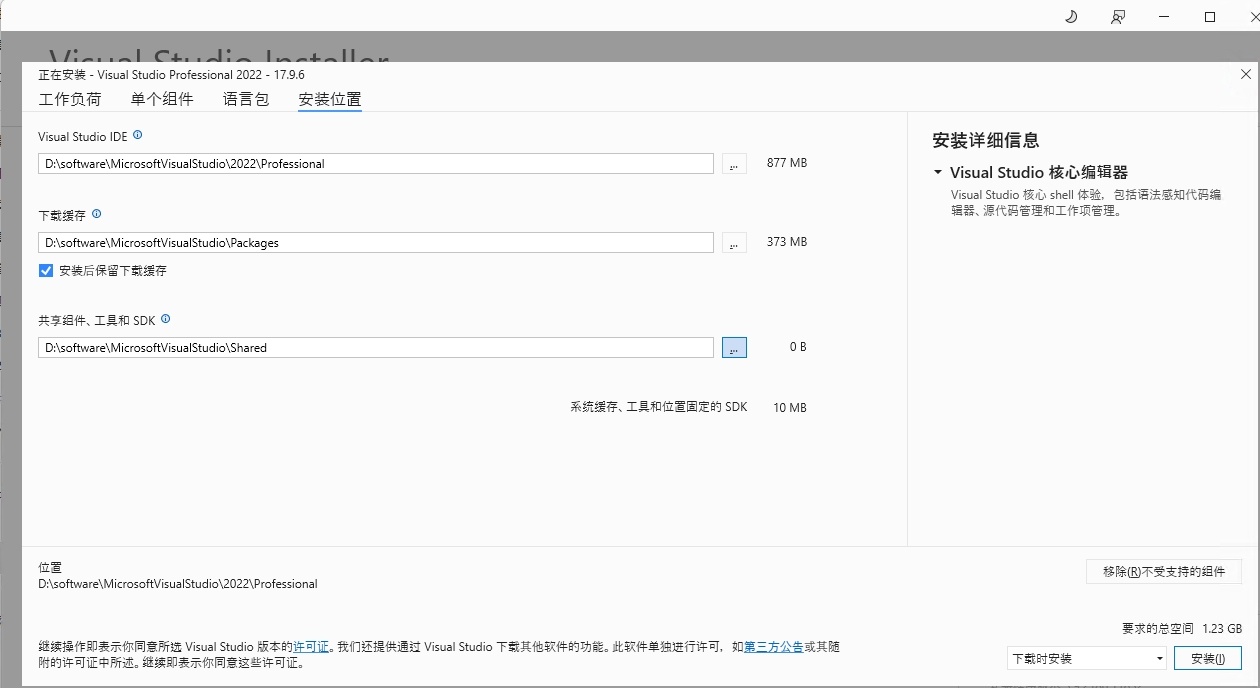 Visual Studio Installer
正在安装 - Visual Studio Professional 2022 - 17.9.6
工作负荷 单个组件 语言包 安装位置
Visual Studio IDE
D:\software\MicrosoftVisualStudio\2022\Professional ... 877 MB
下载缓存
D:\software\MicrosoftVisualStudio\Packages ... 373 MB
安装后保留下载缓存
共享组件、工具和 SDK
D:\software\MicrosoftVisualStudio\Shared ... 0 B
系统缓存、工具和位置固定的 SDK 10 MB
安装详细信息
Visual Studio 核心编辑器
Visual Studio 核心 shell 体验，包括语法感知代码编
辑器、源代码管理和工作项管理。
位置
D:\software\MicrosoftVisualStudio\2022\Professional
移除(R)不受支持的组件
要求的总空间 1.23 GB
继续操作即表示你同意所选 Visual Studio 版本的许可证。我们还提供通过 Visual Studio 下载其他软件的功能。此软件单独进行许可，如第三方公告或其随
附的许可证中所述。继续即表示你同意这些许可证。
下载时安装 安装(I)